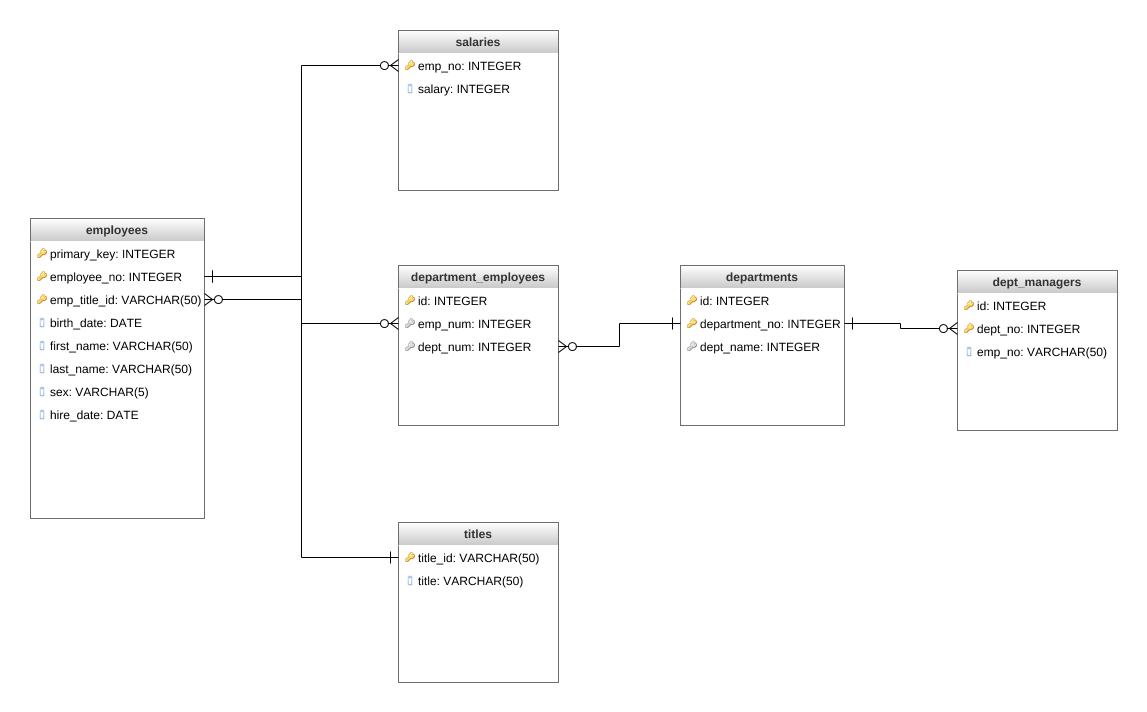 salaries
emp_no: INTEGER
salary: INTEGER
employees
primary_key: INTEGER
employee_no: INTEGER
emp_title_id: VARCHAR(50)
birth_date: DATE
first_name: VARCHAR(50)
last_name: VARCHAR(50)
sex: VARCHAR(5)
hire_date: DATE
department_employees
id: INTEGER
emp_num: INTEGER
dept_num: INTEGER
departments
id: INTEGER
department_no: INTEGER
dept_name: INTEGER
dept_managers
id: INTEGER
dept_no: INTEGER
emp_no: VARCHAR(50)
titles
title_id: VARCHAR(50)
title: VARCHAR(50)